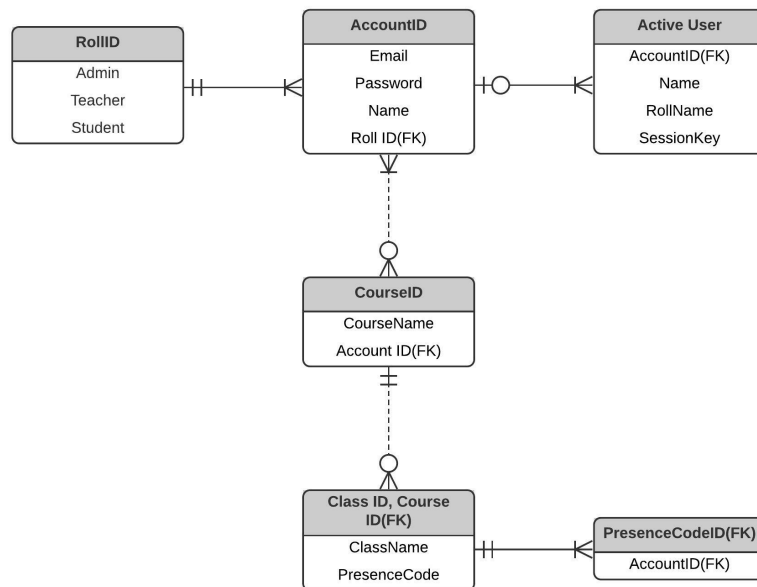 RollID
Admin
Teacher
Student
AccountID
Email
Password
Name
Roll ID(FK)
Active User
AccountID(FK)
Name
RollName
SessionKey
CourseID
CourseName
Account ID(FK)
Class ID, Course
ID(FK)
ClassName
PresenceCode
PresenceCodeID(FK)
AccountID(FK)